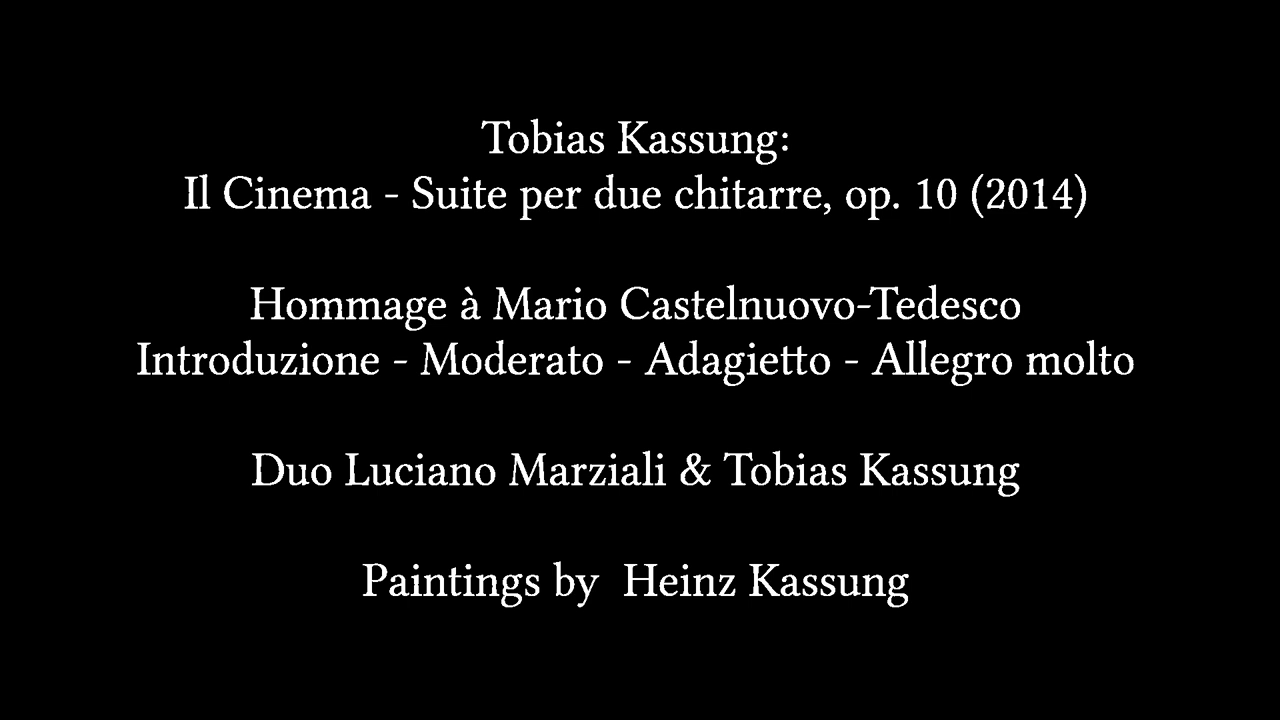 Tobias Kassung:
Il Cinema - Suite per due chitarre, op. 10 (2014)
Hommage à Mario Castelnuovo-Tedesco
Introduzione - Moderato - Adagietto - Allegro molto
Duo Luciano Marziali & Tobias Kassung
Paintings by  Heinz Kassung